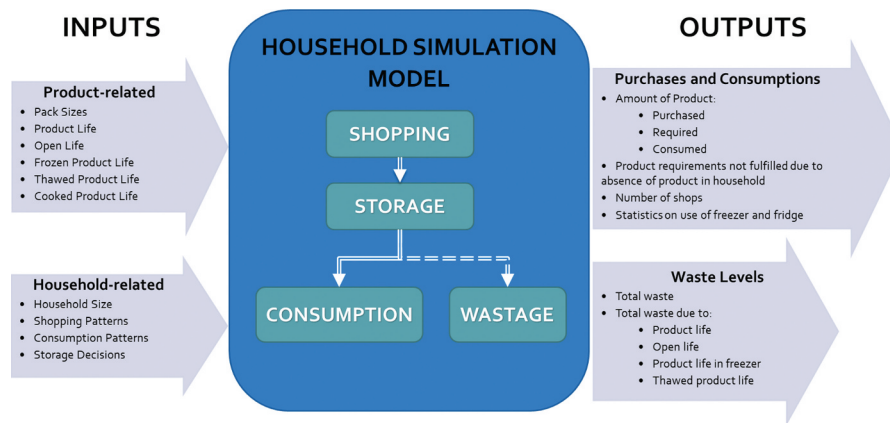 INPUTS
Product-related
• Pack Sizes
• Product Life
• Open Life
• Frozen Product Life
• Thawed Product Life
• Cooked Product Life
Household-related
• Household Size
• Shopping Patterns
• Consumption Patterns
• Storage Decisions
HOUSEHOLD SIMULATION
MODEL
SHOPPING
STORAGE
CONSUMPTION
WASTAGE
OUTPUTS
Purchases and Consumptions
• Amount of Product:
• Purchased
• Required
• Consumed
• Product requirements not fulfilled due to
absence of product in household
• Number of shops
• Statistics on use of freezer and fridge
Waste Levels
• Total waste
• Total waste due to:
• Product life
• Open life
• Product life in freezer
• Thawed product life